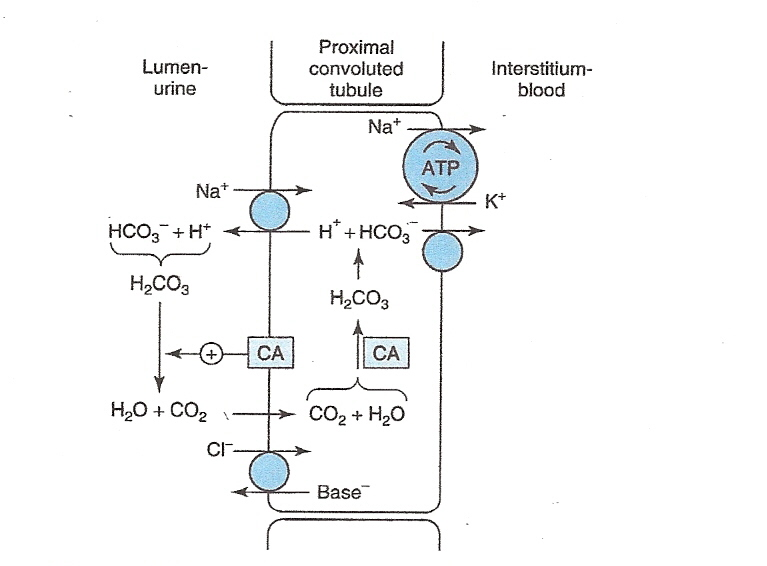 Lumen-
urine
Proximal
convoluted
tubule
Interstitium-
blood
Na⁺
ATP
K⁺
Na⁺
HCO₃⁻ + H⁺
H⁺ + HCO₃⁻
H₂CO₃
H₂CO₃
+
CA
CA
H₂O + CO₂
CO₂ + H₂O
Cl⁻
Base⁻